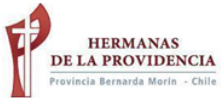 HERMANAS
DE LA PROVIDENCIA
Provincia Bernarda Morin - Chile